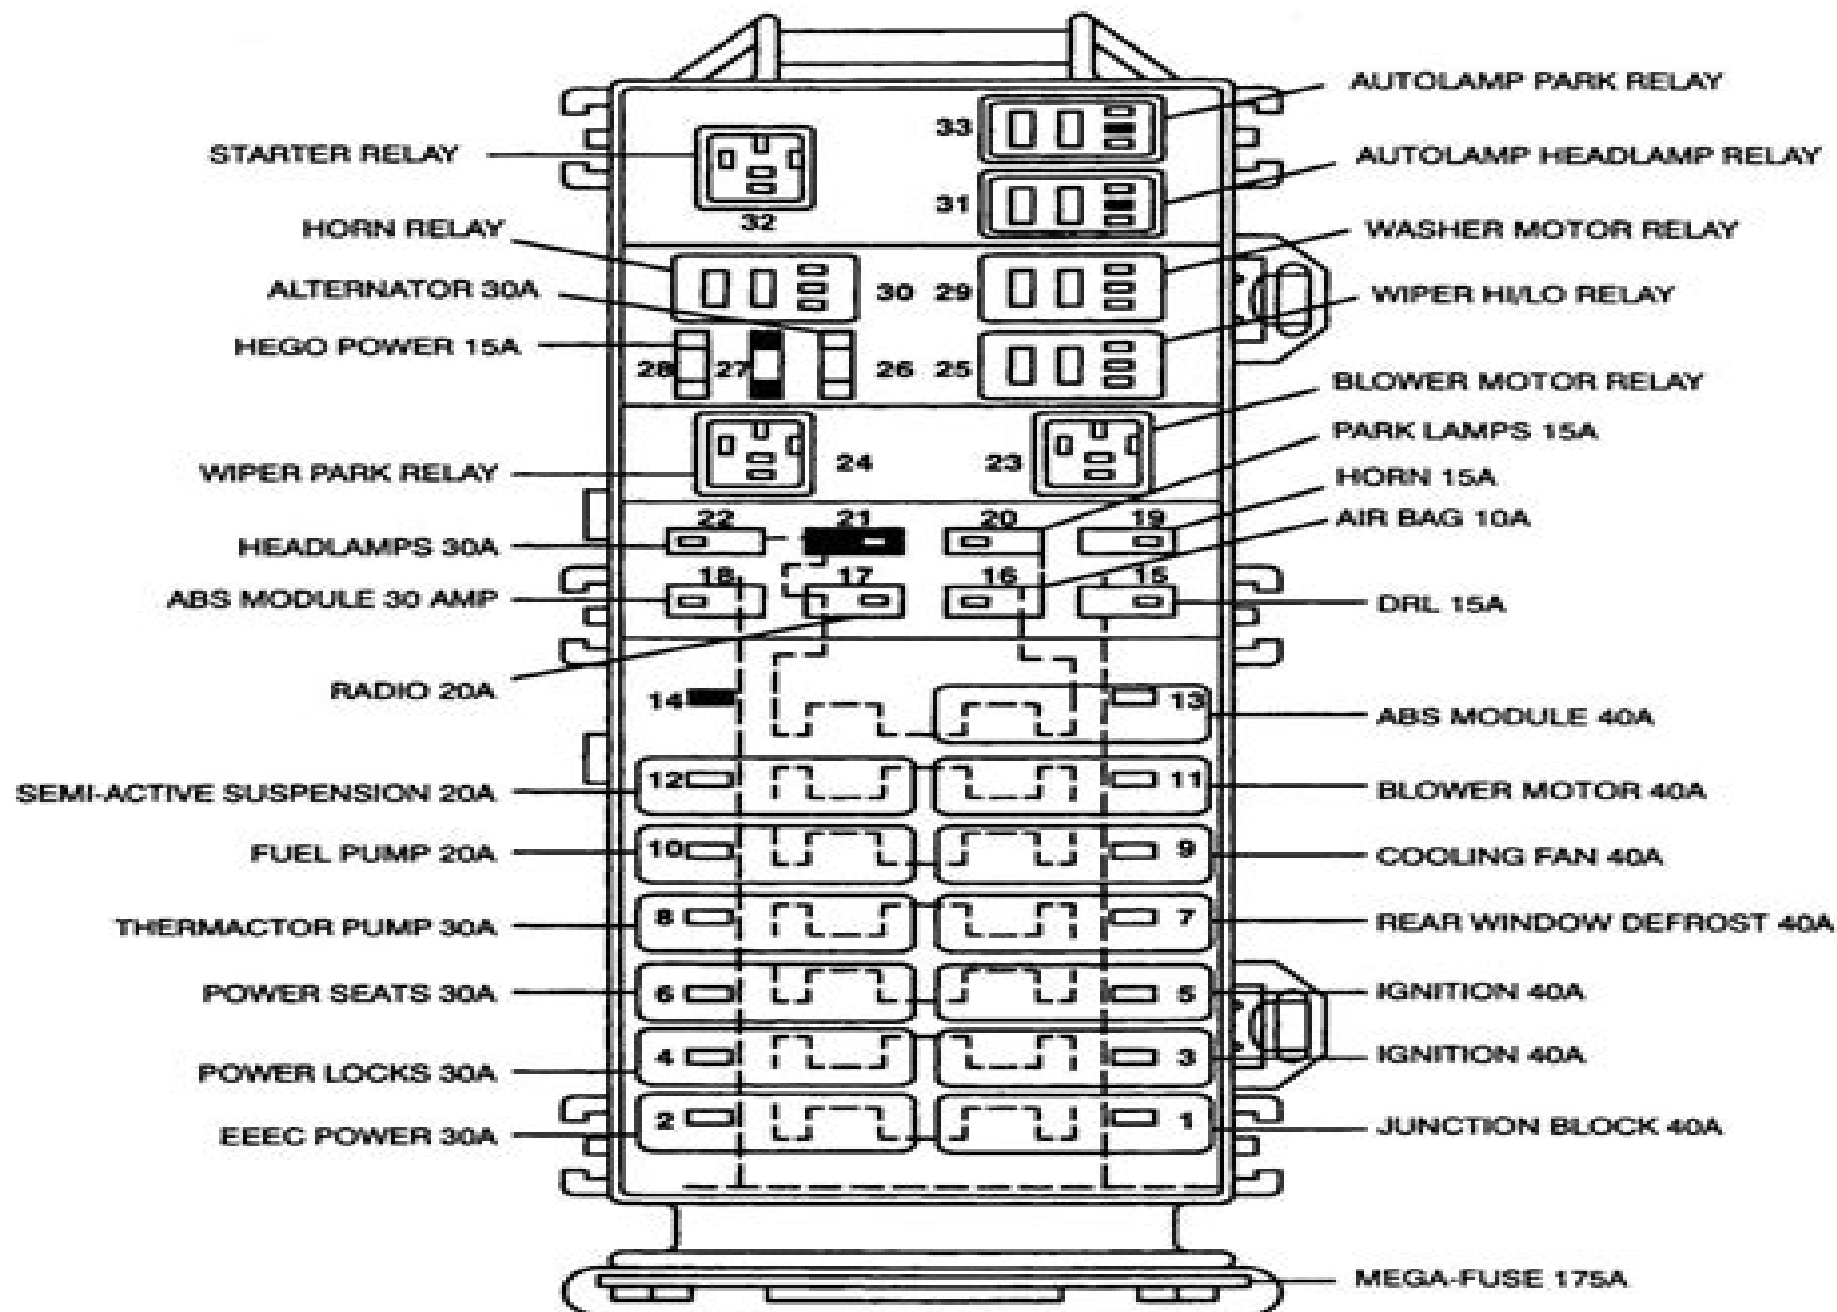 AUTOLAMP PARK RELAY
33
STARTER RELAY
AUTOLAMP HEADLAMP RELAY
31
32
HORN RELAY
WASHER MOTOR RELAY
ALTERNATOR 30A
30 29
WIPER HI/LO RELAY
HEGO POWER 15A
28 27 26 25
BLOWER MOTOR RELAY
PARK LAMPS 15A
WIPER PARK RELAY
24 23
HORN 15A
22 21 20 19
AIR BAG 10A
HEADLAMPS 30A
18 17 16 15
ABS MODULE 30 AMP
DRL 15A
RADIO 20A
14 13
ABS MODULE 40A
12 11
SEMI-ACTIVE SUSPENSION 20A
BLOWER MOTOR 40A
10 9
FUEL PUMP 20A
COOLING FAN 40A
8 7
THERMACTOR PUMP 30A
REAR WINDOW DEFROST 40A
POWER SEATS 30A
6 5
IGNITION 40A
4 3
IGNITION 40A
POWER LOCKS 30A
2 1
EEEC POWER 30A
JUNCTION BLOCK 40A
MEGA-FUSE 175A